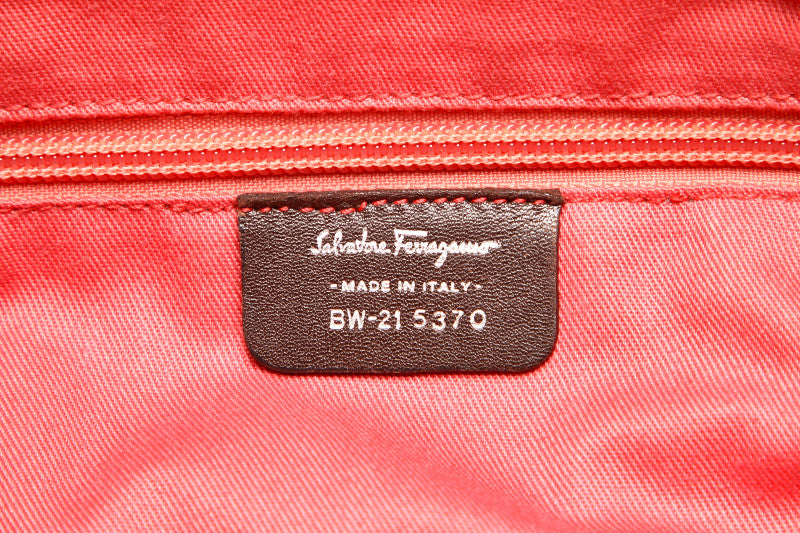 Salvatore Ferragamo
-MADE IN ITALY-
BW-21 5370